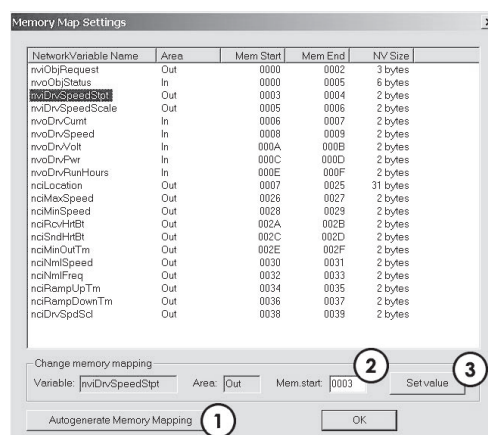 Memory Map Settings
NetworkVariable Name Area Mem Start Mem End NV Size
nviObjRequest Out 0000 0002 3 bytes
nvoObjStatus In 0000 0005 6 bytes
nviDrvSpeedStpt Out 0003 0004 2 bytes
nviDrvSpeedScale Out 0005 0006 2 bytes
nvoDrvCurnt In 0006 0007 2 bytes
nvoDrvSpeed In 0008 0009 2 bytes
nvoDrvVolt In 000A 000B 2 bytes
nvoDrvPwr In 000C 000D 2 bytes
nvoDrvRunHours In 000E 000F 2 bytes
nciLocation Out 0007 0025 31 bytes
nciMaxSpeed Out 0026 0027 2 bytes
nciMinSpeed Out 0028 0029 2 bytes
nciRcvHrtBt Out 002A 002B 2 bytes
nciSndHrtBt Out 002C 002D 2 bytes
nciMinOutTm Out 002E 002F 2 bytes
nciNmlSpeed Out 0030 0031 2 bytes
nciNmlFreq Out 0032 0033 2 bytes
nciRampUpTm Out 0034 0035 2 bytes
nciRampDownTm Out 0036 0037 2 bytes
nciDrvSpdScl Out 0038 0039 2 bytes
Change memory mapping
2
3
Variable: nviDrvSpeedStpt Area: Out Mem.start: 0003 Set value
Autogenerate Memory Mapping 1 OK